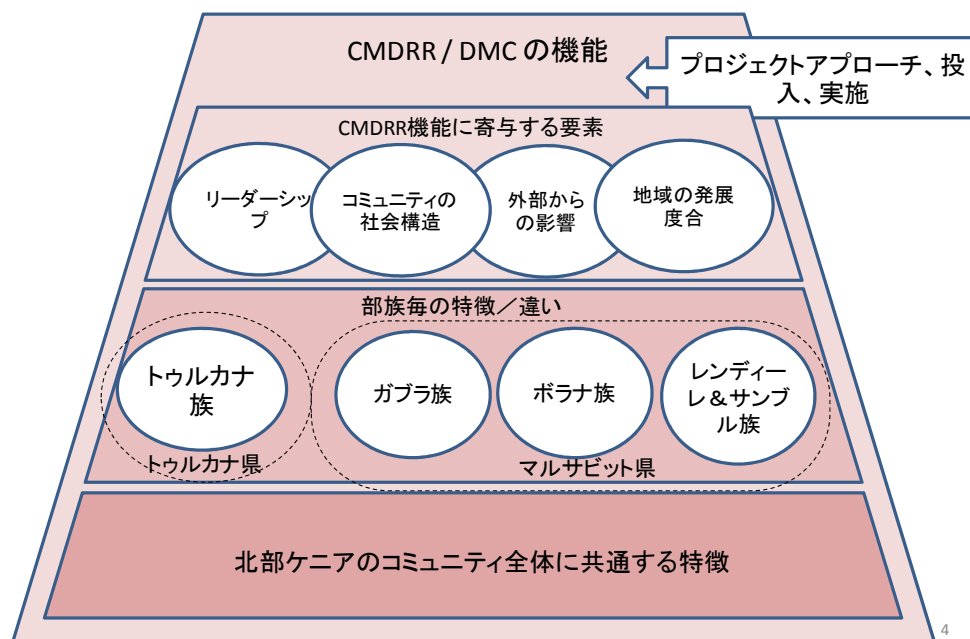 CMDRR / DMC の機能
プロジェクトアプローチ、投
入、実施
CMDRR機能に寄与する要素
リーダーシッ
プ
コミュニティの
社会構造
外部から
の影響
地域の発展
度合
部族毎の特徴／違い
トゥルカナ
族
ガブラ族
ボラナ族
レンディー
レ＆サンブ
ル族
トゥルカナ県
マルサビット県
北部ケニアのコミュニティ全体に共通する特徴
4